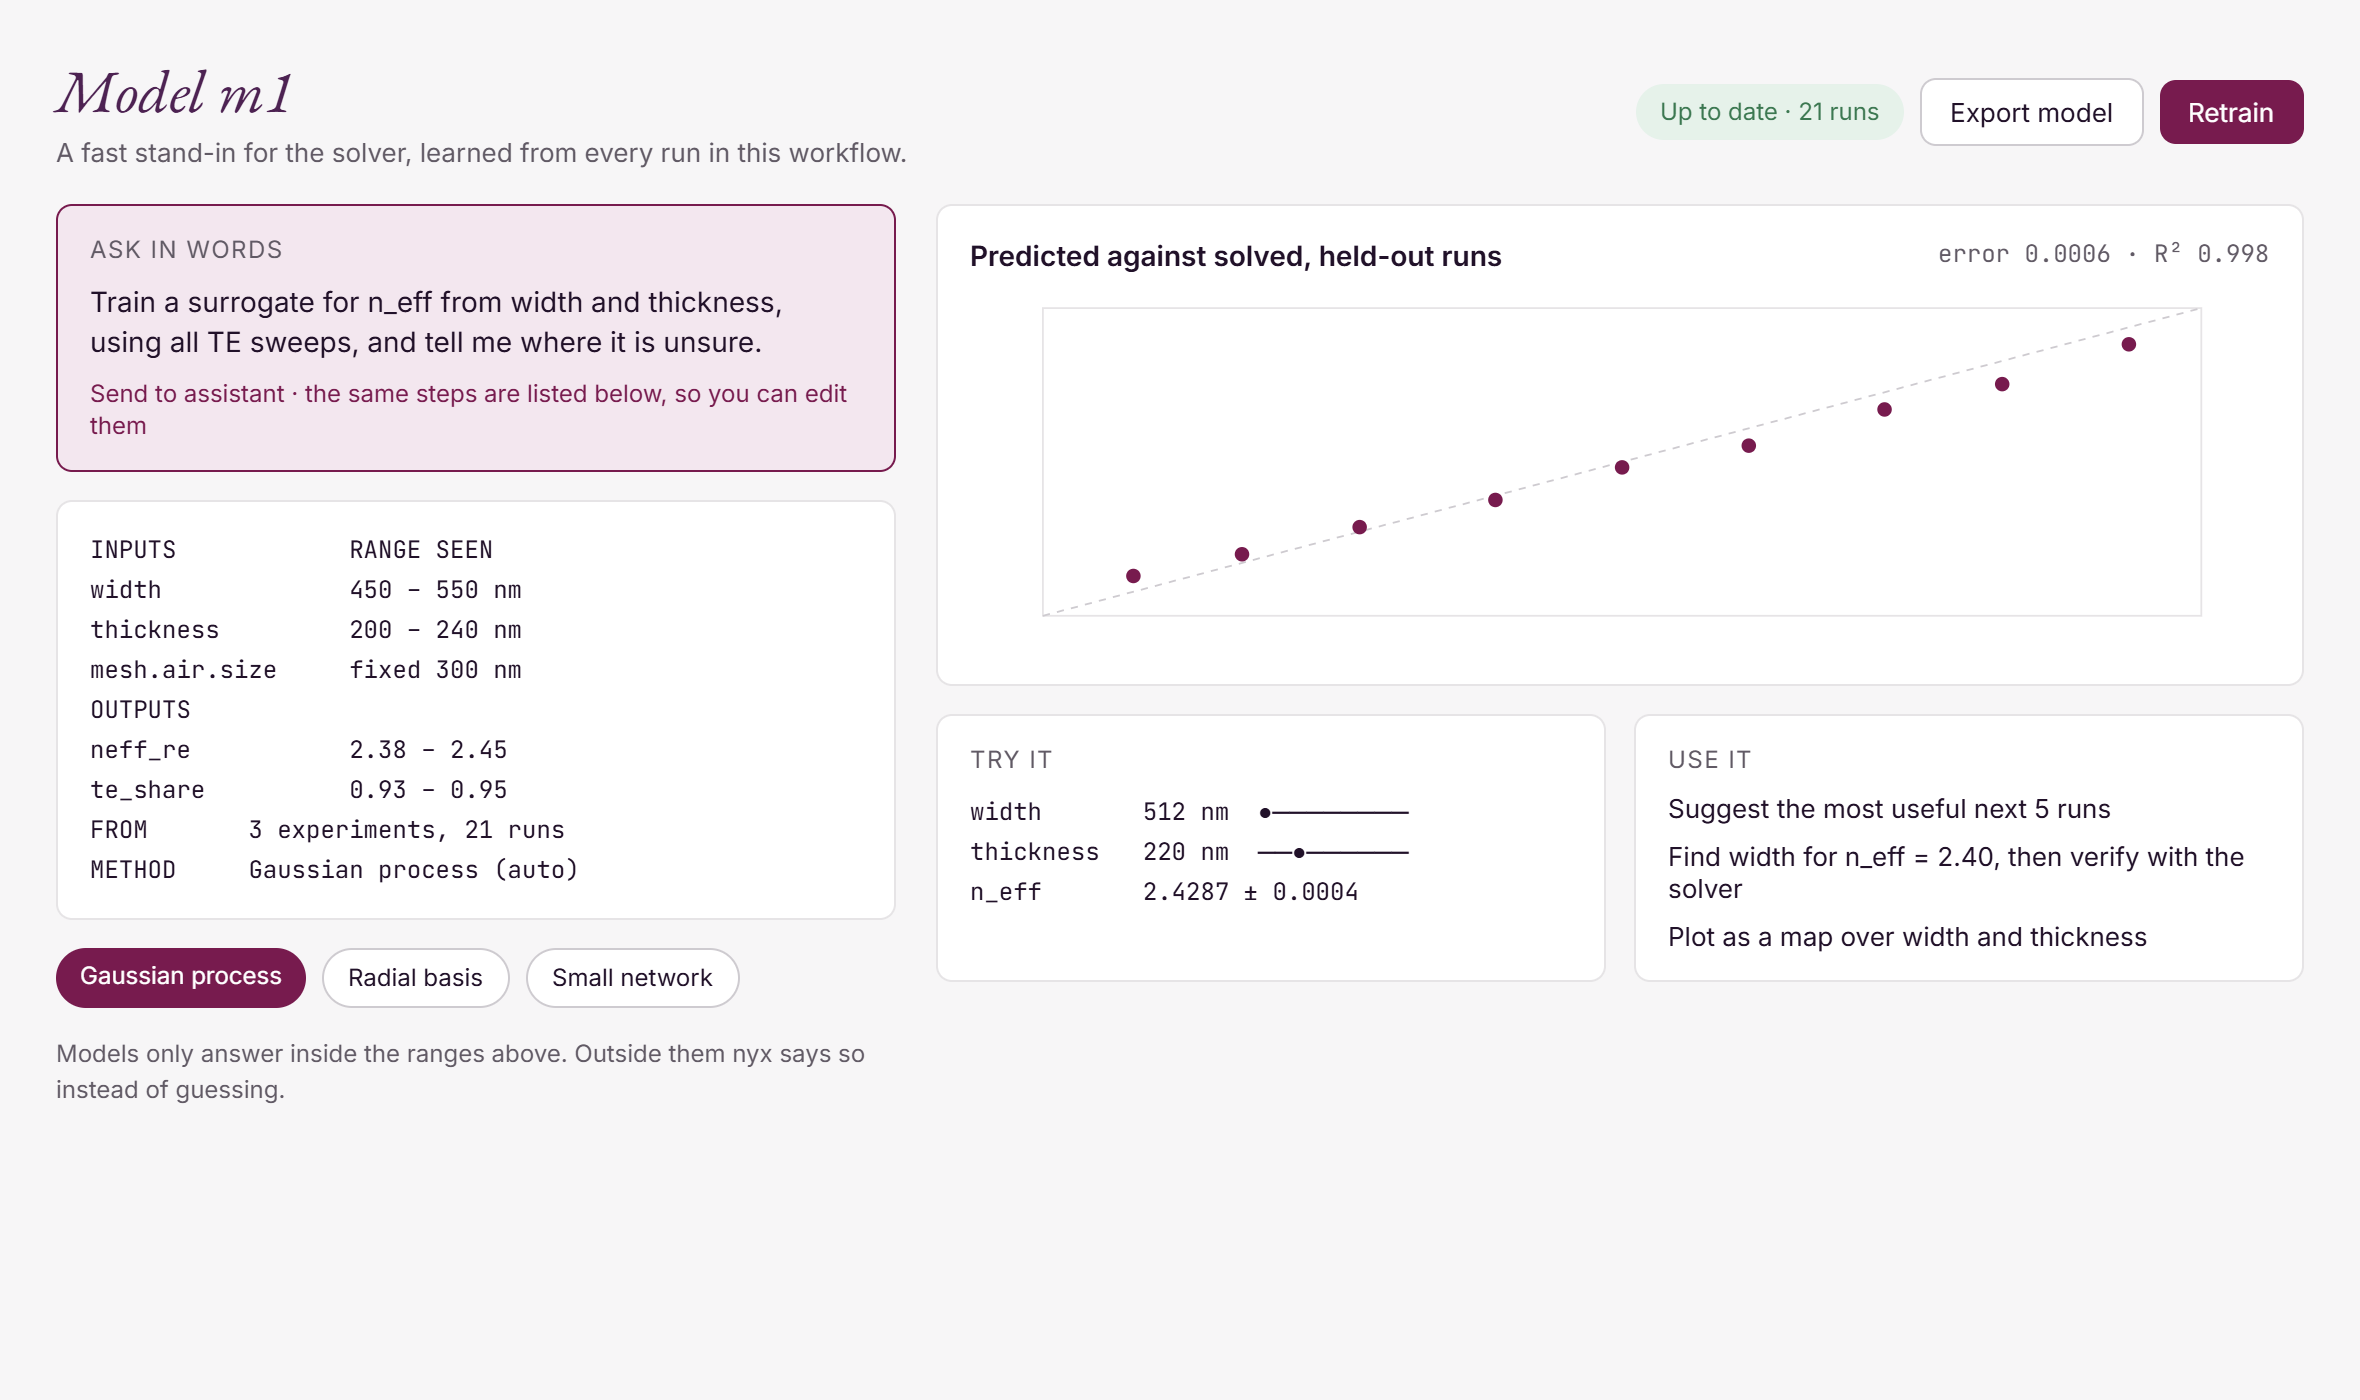 Model m1
A fast stand-in for the solver, learned from every run in this workflow.
Up to date · 21 runs
Export model
Retrain
ASK IN WORDS
Train a surrogate for n_eff from width and thickness,
using all TE sweeps, and tell me where it is unsure.
Send to assistant · the same steps are listed below, so you can edit
them
INPUTS RANGE SEEN
width 450 – 550 nm
thickness 200 – 240 nm
mesh.air.size fixed 300 nm
OUTPUTS
neff_re 2.38 – 2.45
te_share 0.93 – 0.95
FROM 3 experiments, 21 runs
METHOD Gaussian process (auto)
Gaussian process
Radial basis
Small network
Models only answer inside the ranges above. Outside them nyx says so
instead of guessing.
Predicted against solved, held-out runs
error 0.0006 · R² 0.998
TRY IT
width 512 nm
thickness 220 nm
n_eff 2.4287 ± 0.0004
USE IT
Suggest the most useful next 5 runs
Find width for n_eff = 2.40, then verify with the
solver
Plot as a map over width and thickness